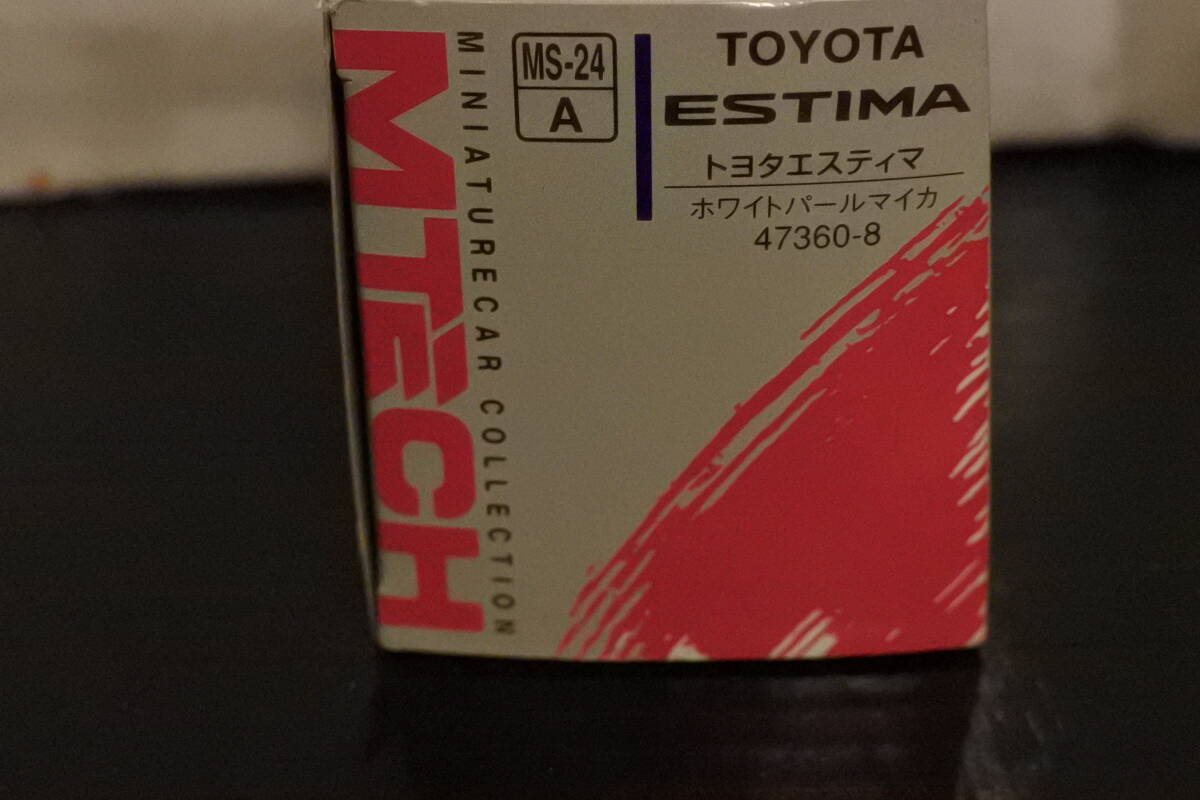 MTECH
MINIATURECAR COLLECTION
MS-24
A
TOYOTA
ESTIMA
トヨタエスティマ
ホワイトパールマイカ
47360-8